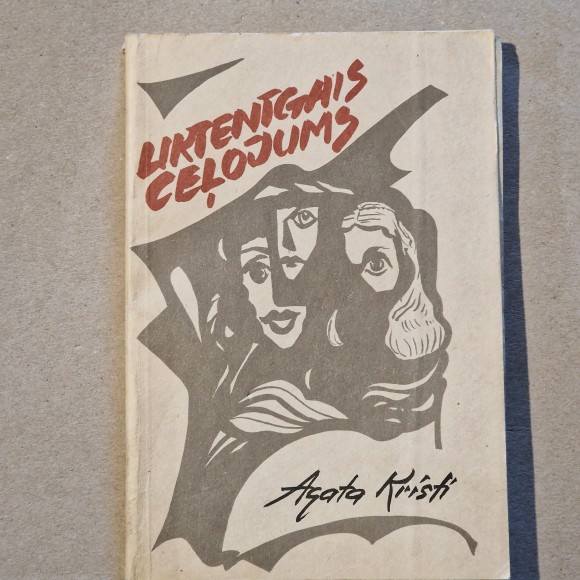 LIKTENĪGAIS
CEĻOJUMS
Agata Kristi